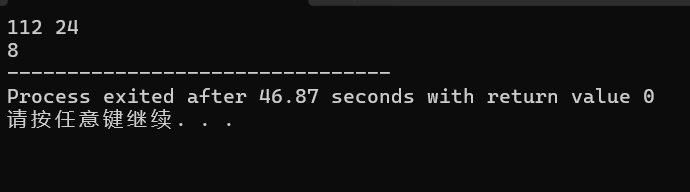 112 24
8
--------------------------------
Process exited after 46.87 seconds with return value 0
请按任意键继续. . .